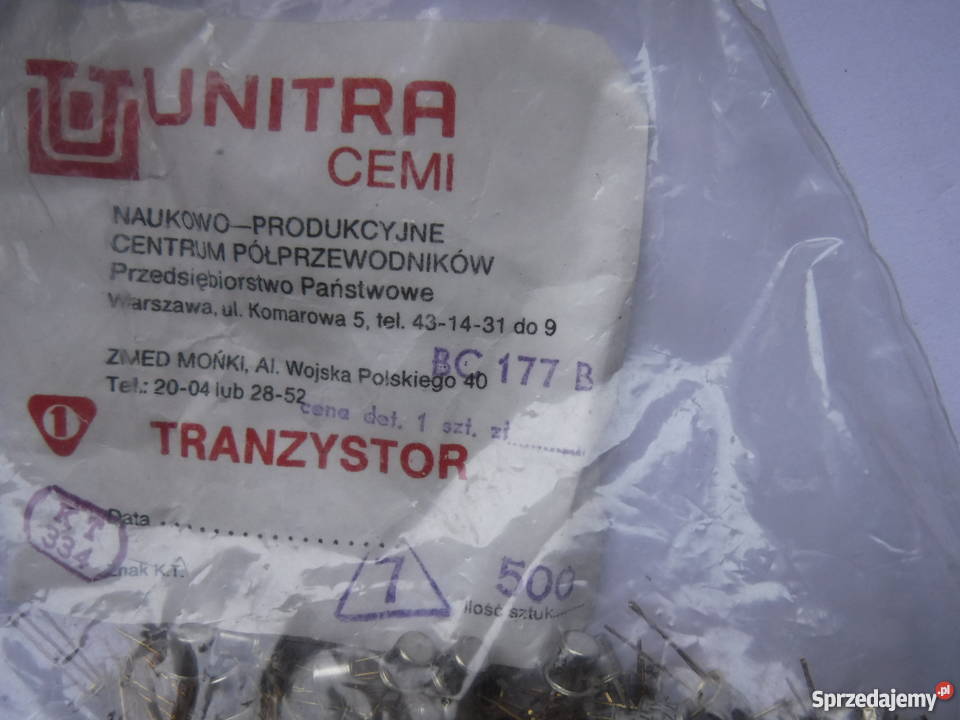 UNITRA
CEMI
NAUKOWO—PRODUKCYJNE
CENTRUM PÓŁPRZEWODNIKÓW
Przedsiębiorstwo Państwowe
Warszawa, ul. Komarowa 5, tel. 43-14-31 do 9
ZMED MOŃKI, Al. Wojska Polskiego 40
BC 177 B
Tel.: 20-04 lub 28-52
cena det. 1 szt. zł..........
1
TRANZYSTOR
KT
334
Data ....................
Znak K.T.
7
500
ilość sztuk
Sprzedajemy.pl